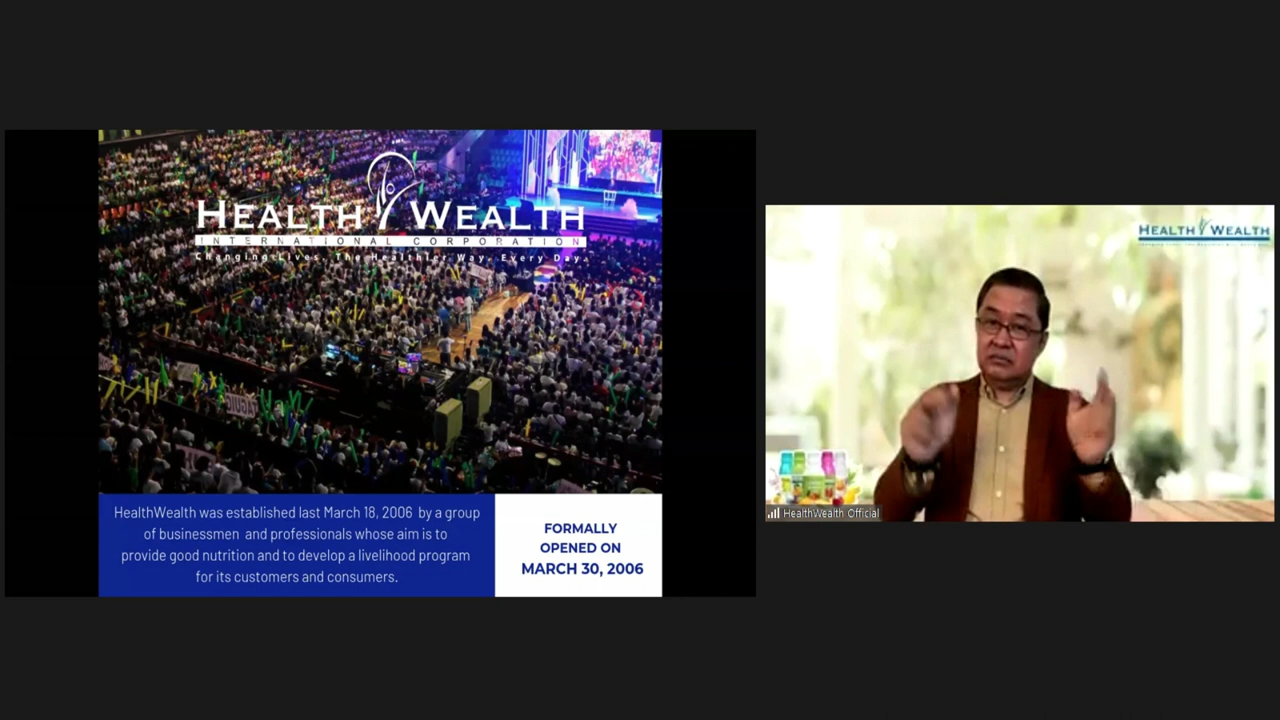 HEALTH WEALTH
INTERNATIONAL CORPORATION
Changing Lives. The Healthier Way. Every Day.
TAGUIG
HealthWealth was established last March 18, 2006 by a group
of businessmen and professionals whose aim is to
provide good nutrition and to develop a livelihood program
for its customers and consumers.
FORMALLY
OPENED ON
MARCH 30, 2006
HEALTH WEALTH
HealthWealth Official